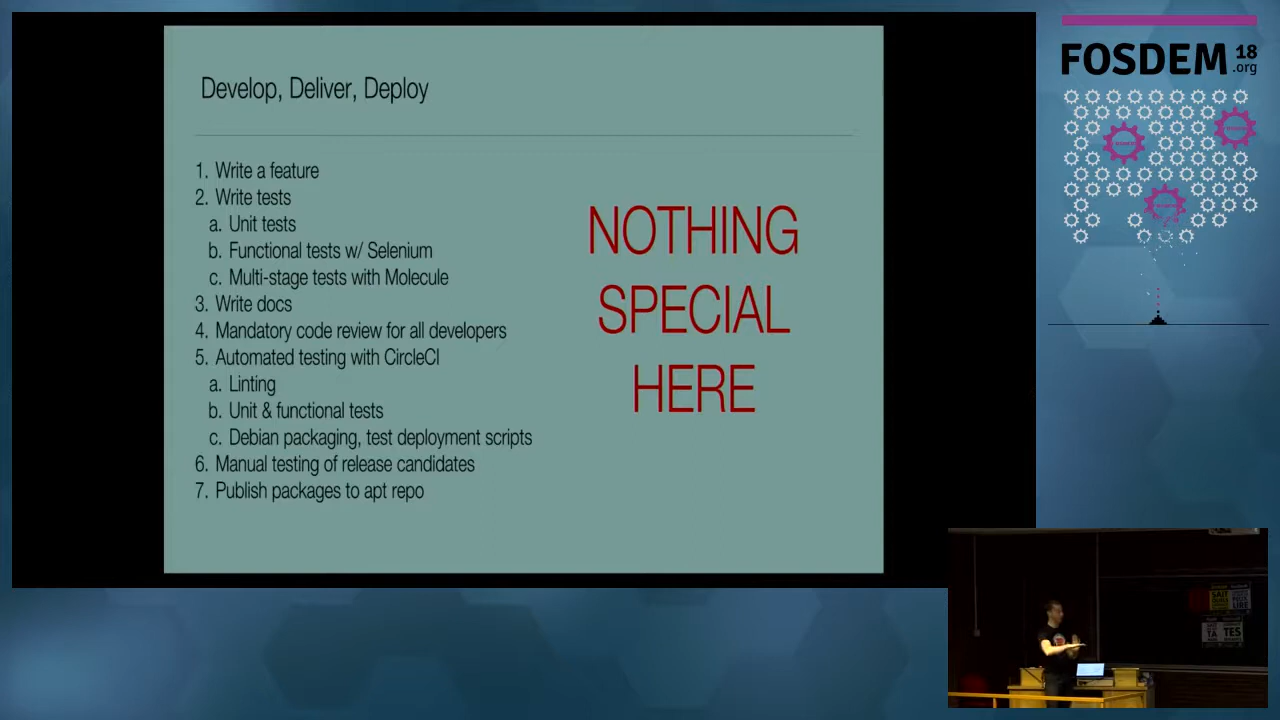 Develop, Deliver, Deploy
1. Write a feature
2. Write tests
a. Unit tests
b. Functional tests w/ Selenium
c. Multi-stage tests with Molecule
3. Write docs
4. Mandatory code review for all developers
5. Automated testing with CircleCI
a. Linting
b. Unit & functional tests
c. Debian packaging, test deployment scripts
6. Manual testing of release candidates
7. Publish packages to apt repo
NOTHING
SPECIAL
HERE
FOSDEM 18
.org